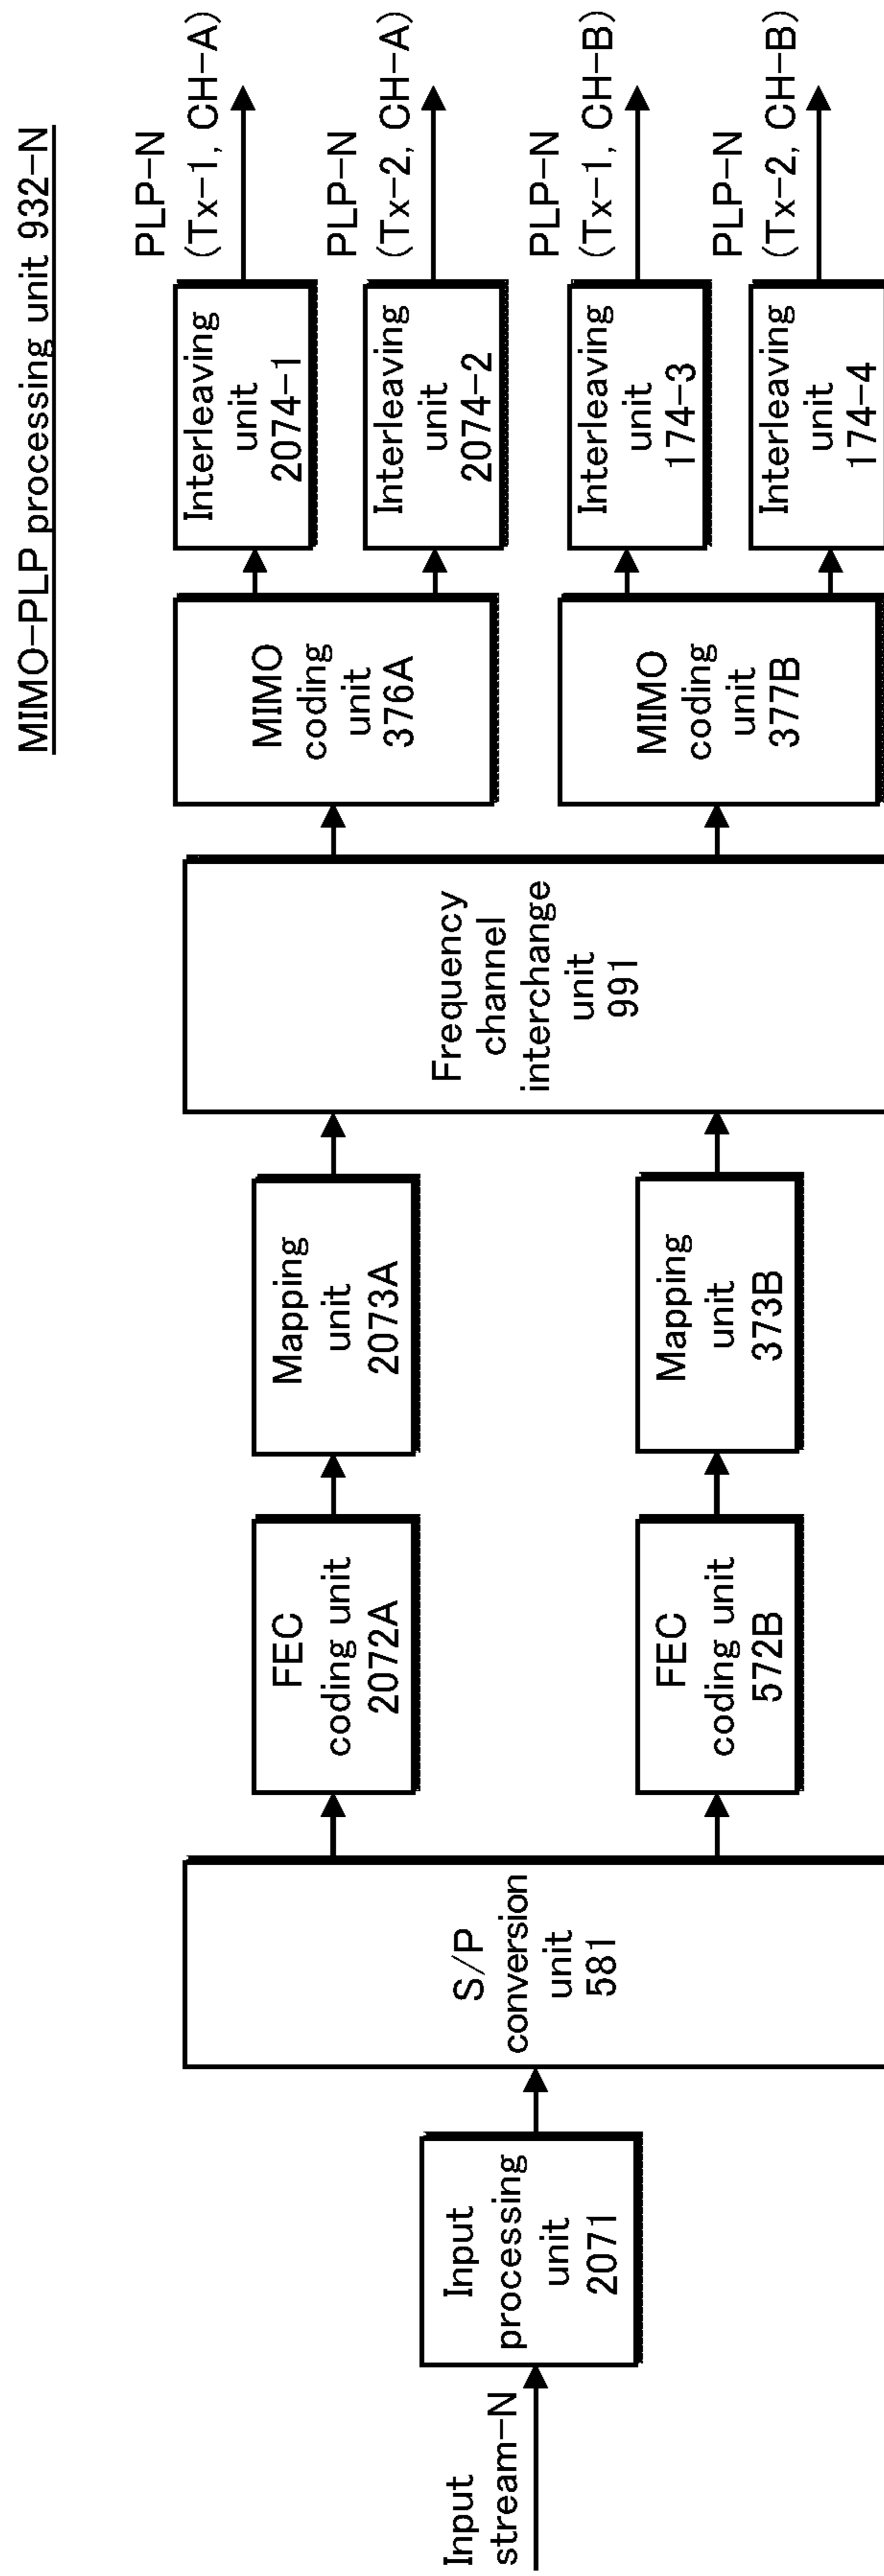 MIMO-PLP processing unit 932-N
Input
stream-N
Input
processing
unit
2071
S/P
conversion
unit
581
FEC
coding unit
2072A
Mapping
unit
2073A
FEC
coding unit
572B
Mapping
unit
373B
Frequency
channel
interchange
unit
991
MIMO
coding
unit
376A
MIMO
coding
unit
377B
Interleaving
unit
2074-1
PLP-N
(Tx-1, CH-A)
Interleaving
unit
2074-2
PLP-N
(Tx-2, CH-A)
Interleaving
unit
174-3
PLP-N
(Tx-1, CH-B)
Interleaving
unit
174-4
PLP-N
(Tx-2, CH-B)